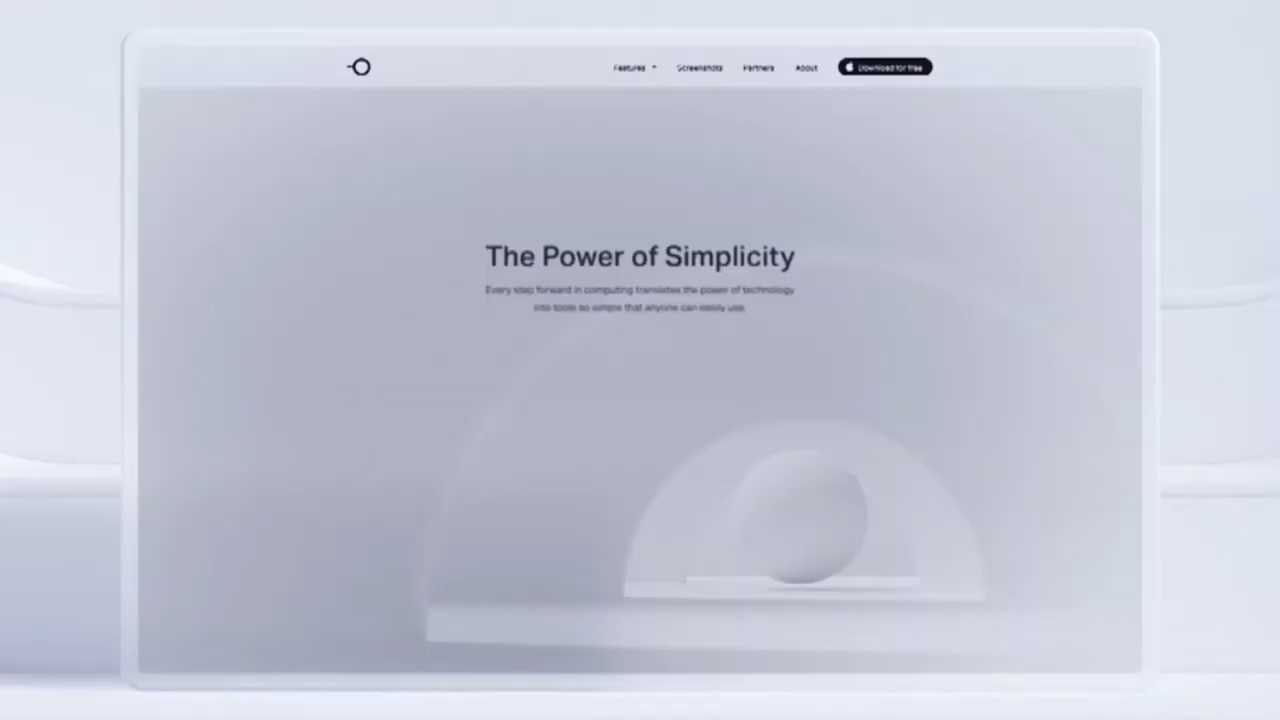 Features
Screenshots
Partners
About
Download for free
The Power of Simplicity
Every step forward in computing translates the power of technology
into tools so simple that anyone can easily use.